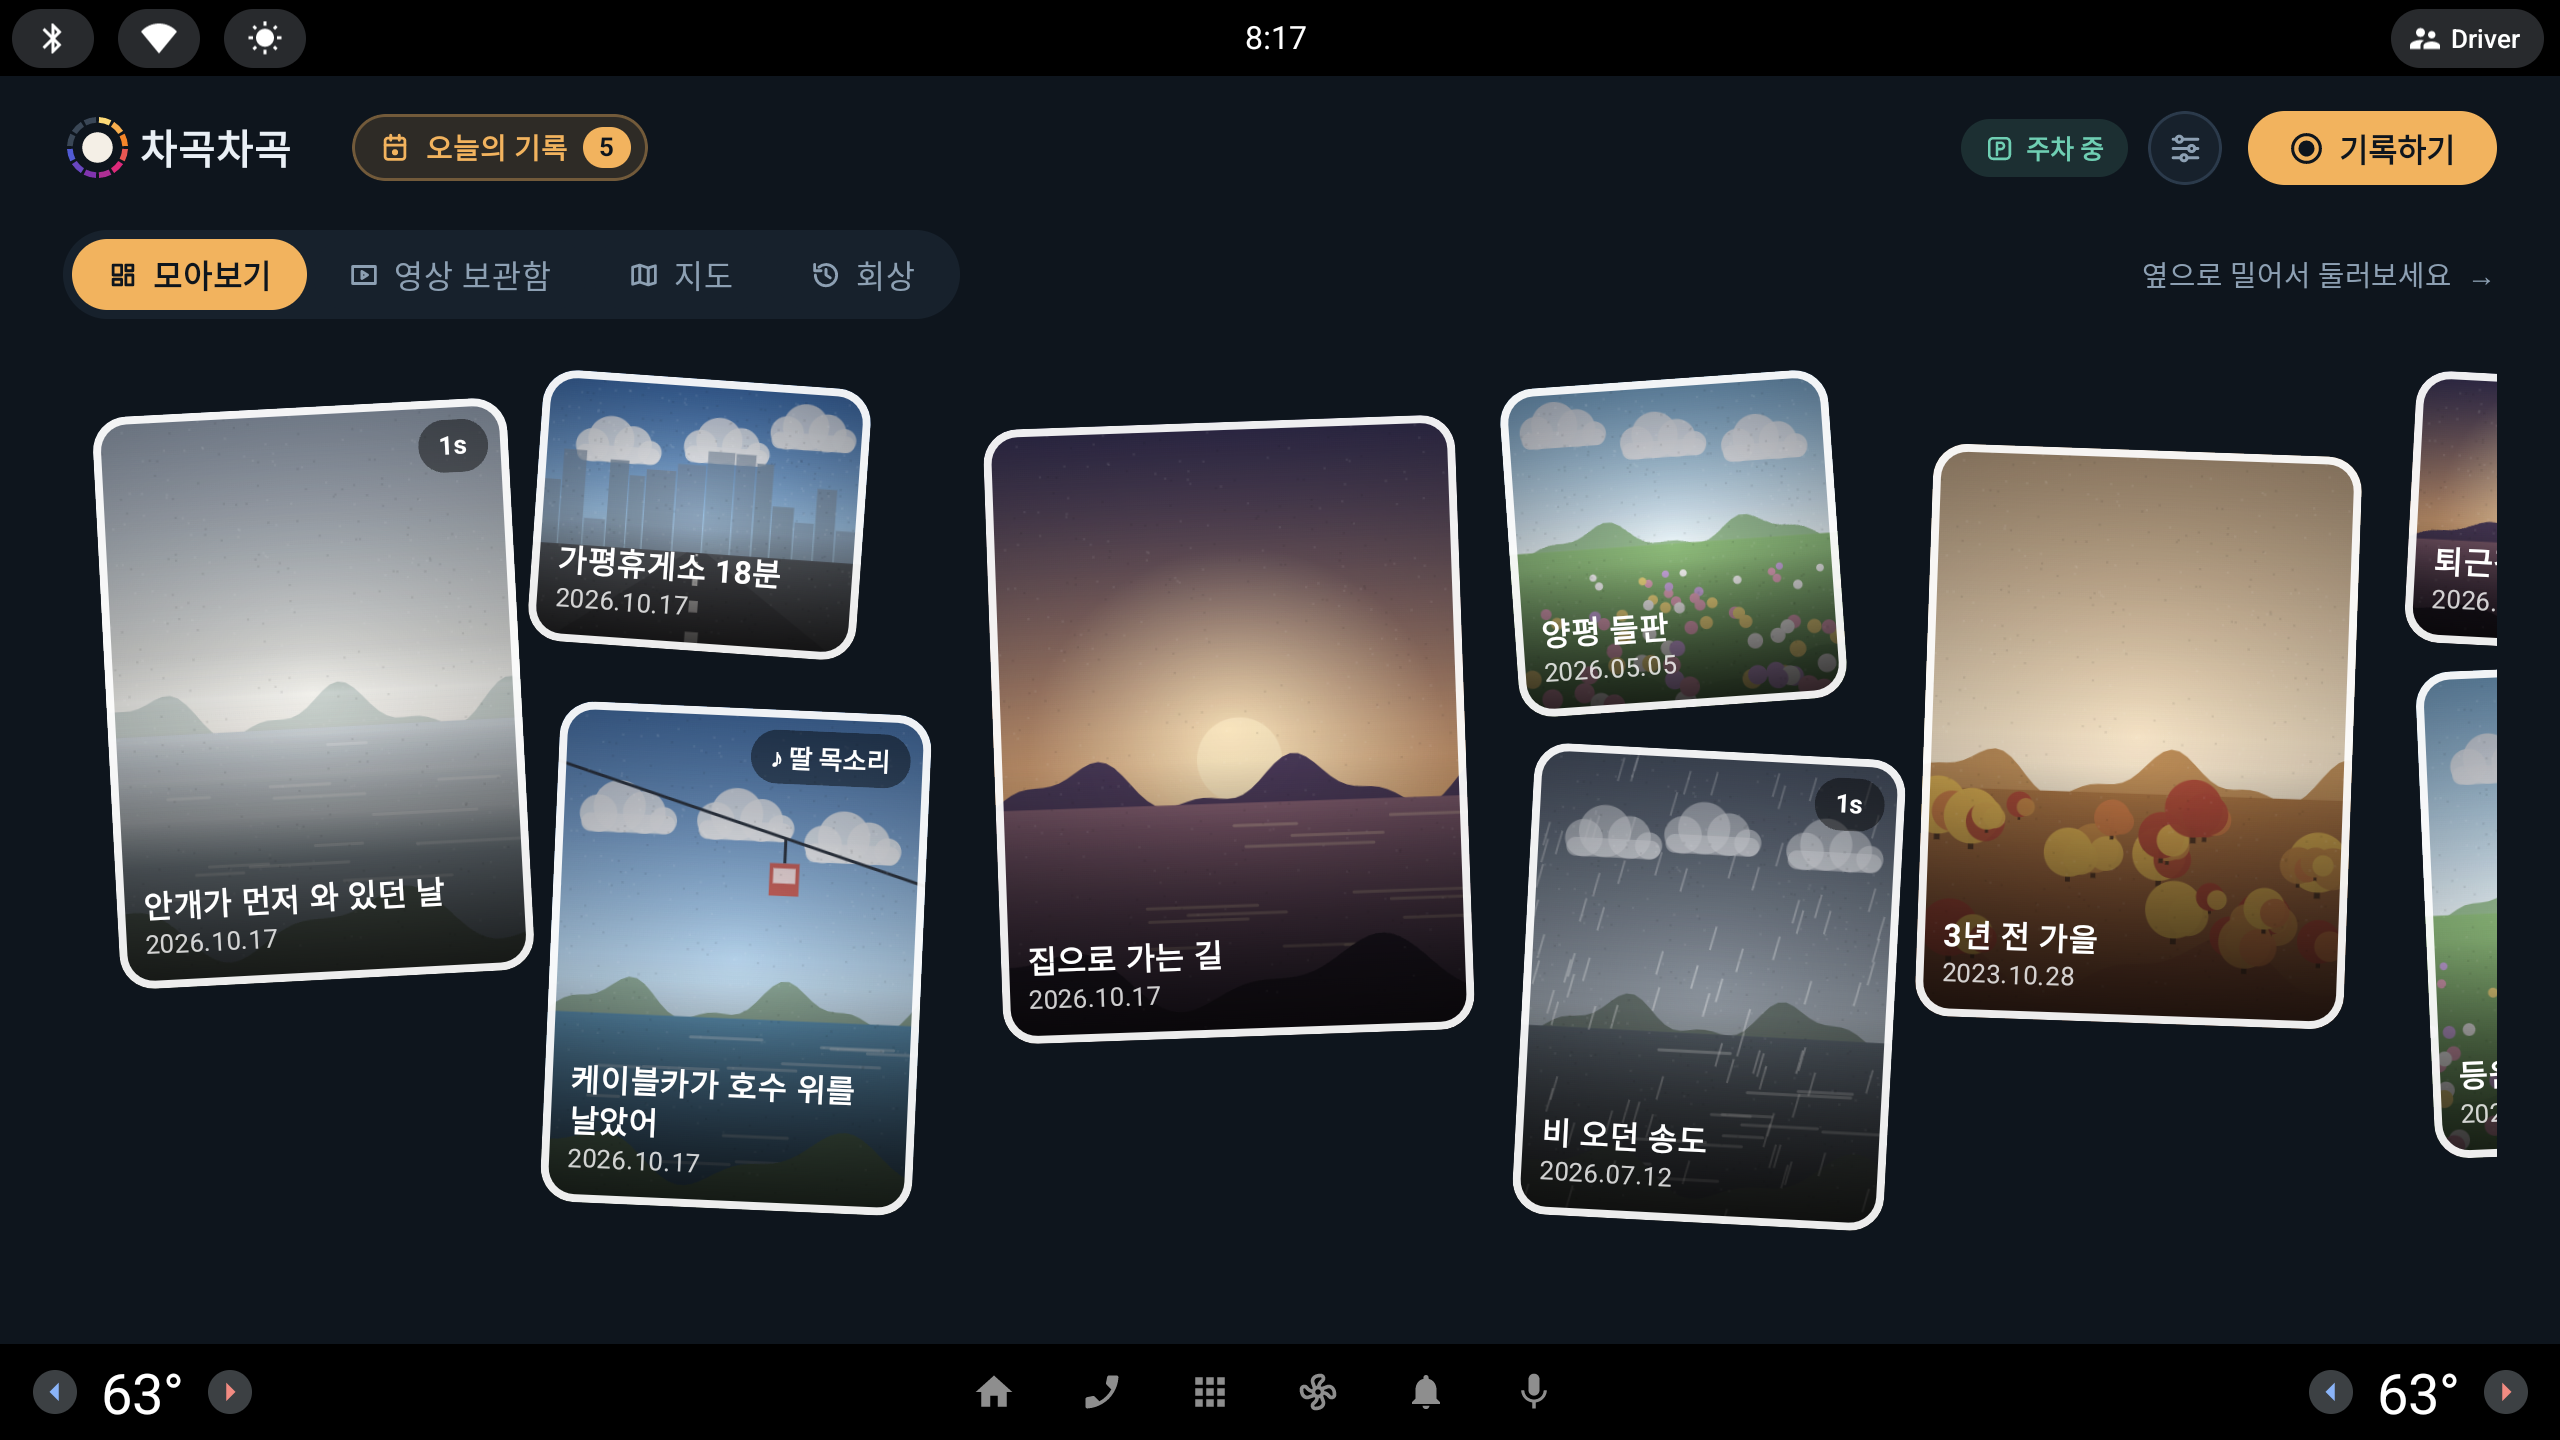 8:17
Driver
차곡차곡
오늘의 기록 5
주차 중
기록하기
모아보기
영상 보관함
지도
회상
옆으로 밀어서 둘러보세요 →
1s
안개가 먼저 와 있던 날
2026.10.17
가평휴게소 18분
2026.10.17
♪ 딸 목소리
케이블카가 호수 위를
날았어
2026.10.17
집으로 가는 길
2026.10.17
양평 들판
2026.05.05
1s
비 오던 송도
2026.07.12
3년 전 가을
2023.10.28
퇴근
2026.
202
63°
63°